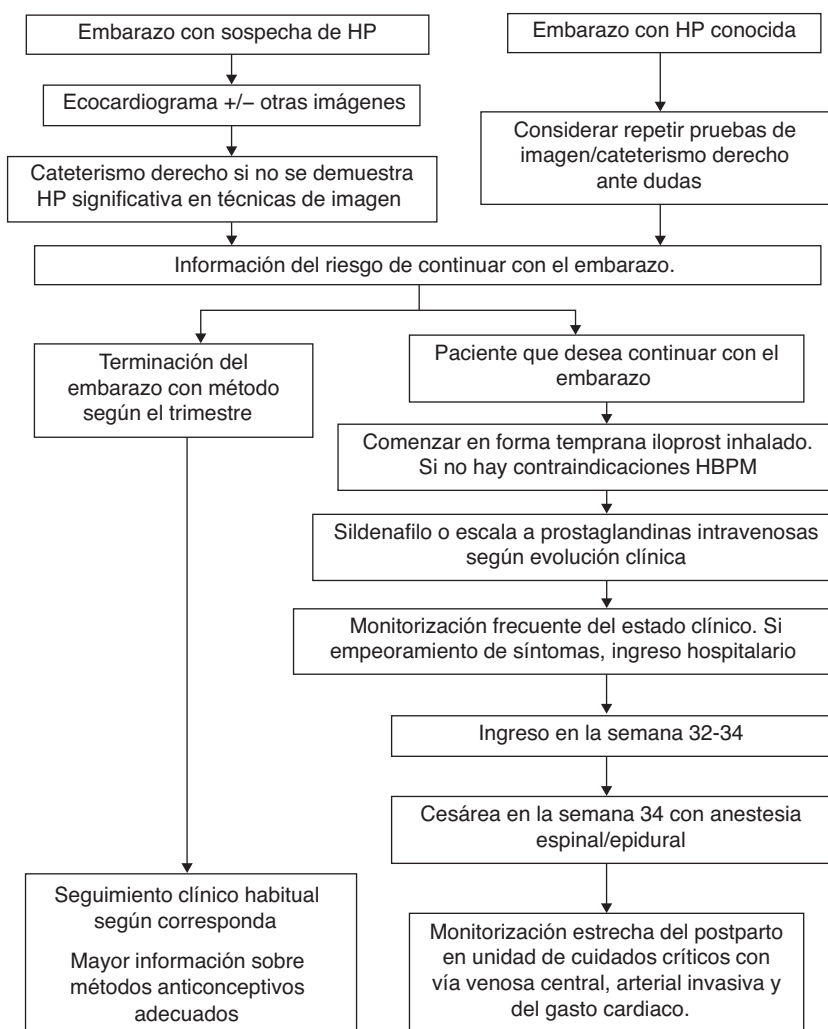 Embarazo con sospecha de HP
Embarazo con HP conocida
Ecocardiograma +/− otras imágenes
Considerar repetir pruebas de
imagen/cateterismo derecho
ante dudas
Cateterismo derecho si no se demuestra
HP significativa en técnicas de imagen
Información del riesgo de continuar con el embarazo.
Terminación del
embarazo con método
según el trimestre
Paciente que desea continuar con el
embarazo
Comenzar en forma temprana iloprost inhalado.
Si no hay contraindicaciones HBPM
Sildenafilo o escala a prostaglandinas intravenosas
según evolución clínica
Monitorización frecuente del estado clínico. Si
empeoramiento de síntomas, ingreso hospitalario
Ingreso en la semana 32-34
Cesárea en la semana 34 con anestesia
espinal/epidural
Seguimiento clínico habitual
según corresponda
Mayor información sobre
métodos anticonceptivos
adecuados
Monitorización estrecha del postparto
en unidad de cuidados críticos con
vía venosa central, arterial invasiva y
del gasto cardiaco.